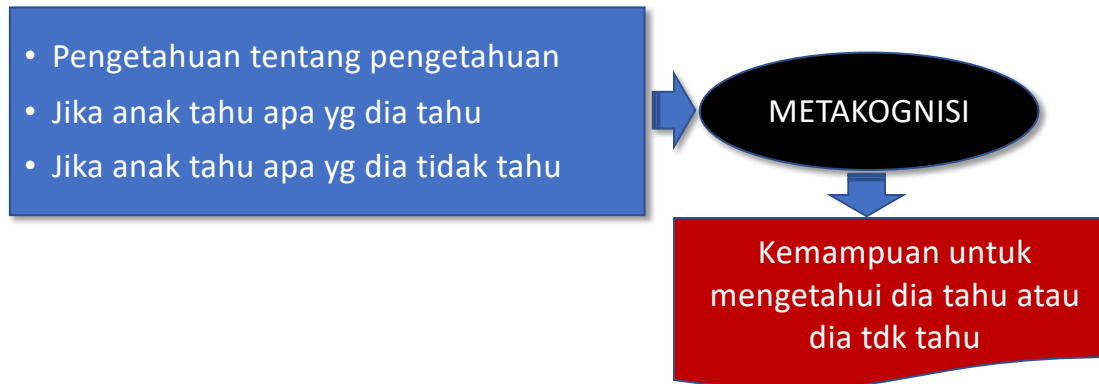 • Pengetahuan tentang pengetahuan
• Jika anak tahu apa yg dia tahu
• Jika anak tahu apa yg dia tidak tahu
METAKOGNISI
Kemampuan untuk
mengetahui dia tahu atau
dia tdk tahu